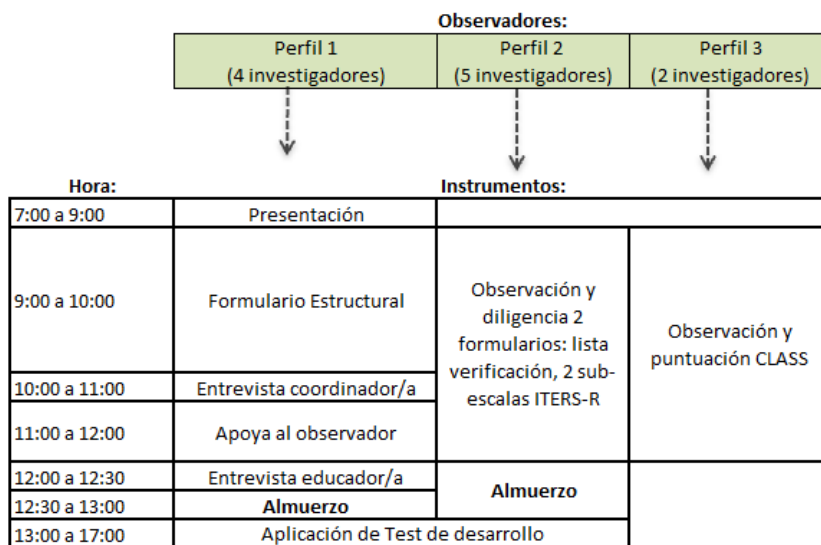 Observadores:
Perfil 1
(4 investigadores)
Perfil 2
(5 investigadores)
Perfil 3
(2 investigadores)
Hora:
Instrumentos:
7:00 a 9:00
Presentación
9:00 a 10:00
Formulario Estructural
Observación y
diligencia 2
formularios: lista
verificación, 2 sub-
escalas ITERS-R
Observación y
puntuación CLASS
10:00 a 11:00
Entrevista coordinador/a
11:00 a 12:00
Apoya al observador
12:00 a 12:30
Entrevista educador/a
Almuerzo
12:30 a 13:00
Almuerzo
13:00 a 17:00
Aplicación de Test de desarrollo